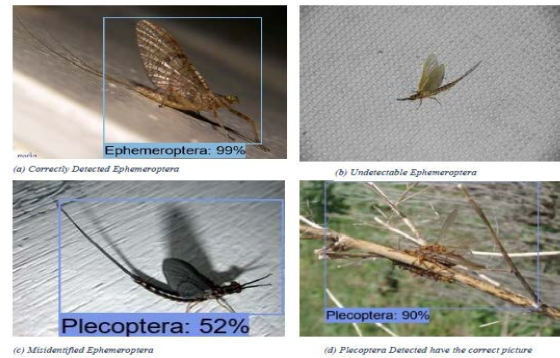 Ephemeroptera: 99%
(a) Correctly Detected Ephemeroptera
(b) Undetectable Ephemeroptera
Plecoptera: 52%
Plecoptera: 90%
(c) Misidentified Ephemeroptera
(d) Plecoptera Detected have the correct picture